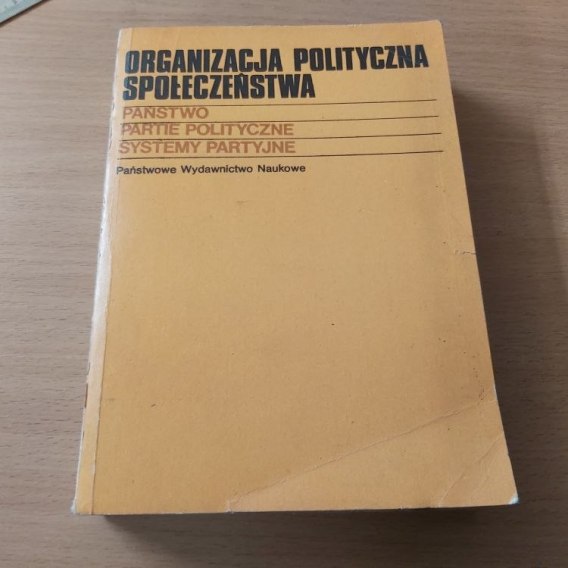 ORGANIZACJA POLITYCZNA
SPOŁECZEŃSTWA
PAŃSTWO
PARTIE POLITYCZNE
SYSTEMY PARTYJNE
Państwowe Wydawnictwo Naukowe